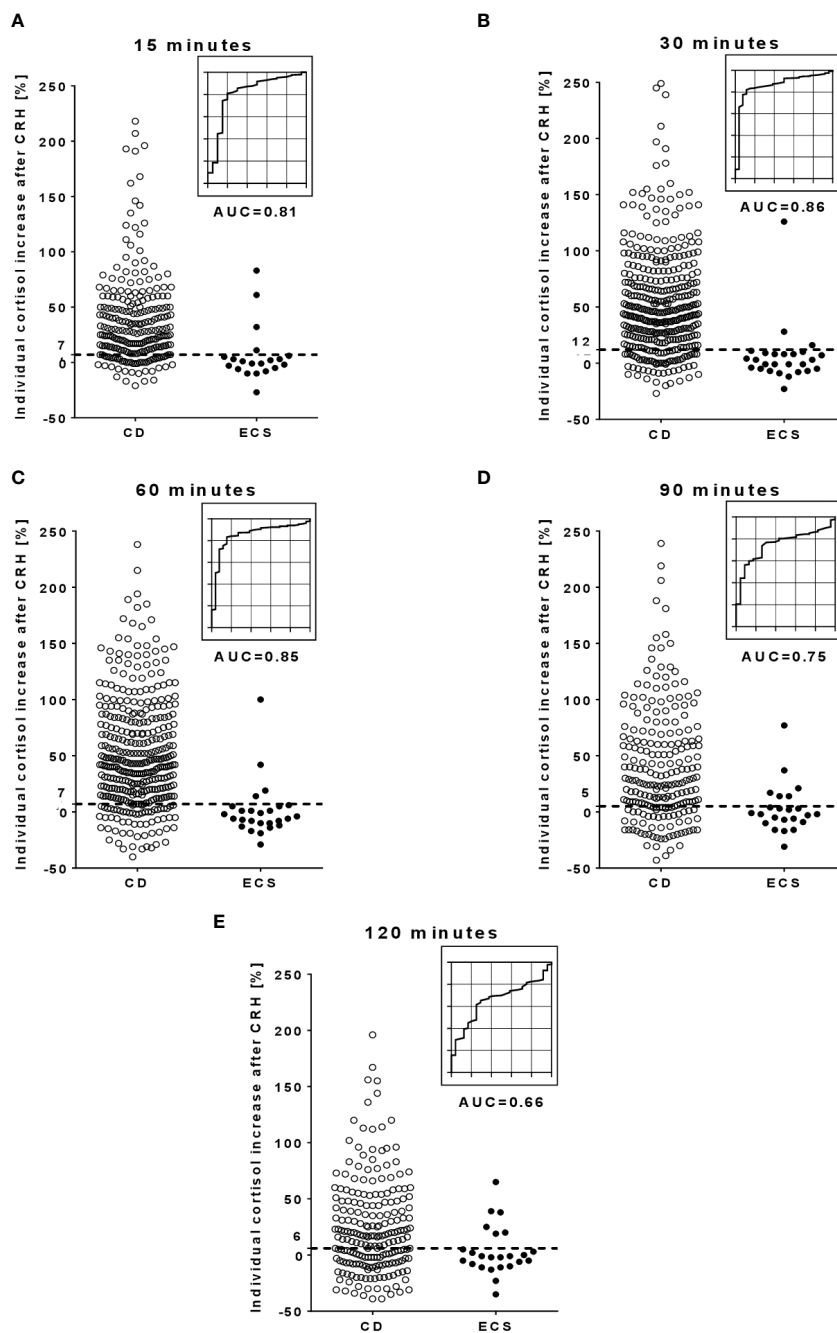 A
15 minutes
Individual cortisol increase after CRH [%]
250
200
150
100
50
7
0
-50
CD
ECS
AUC=0.81
B
30 minutes
Individual cortisol increase after CRH [%]
250
200
150
100
50
12
0
-50
CD
ECS
AUC=0.86
C
60 minutes
Individual cortisol increase after CRH [%]
250
200
150
100
50
7
0
-50
CD
ECS
AUC=0.85
D
90 minutes
Individual cortisol increase after CRH [%]
250
200
150
100
50
5
0
-50
CD
ECS
AUC=0.75
E
120 minutes
Individual cortisol increase after CRH [%]
250
200
150
100
50
6
0
-50
CD
ECS
AUC=0.66